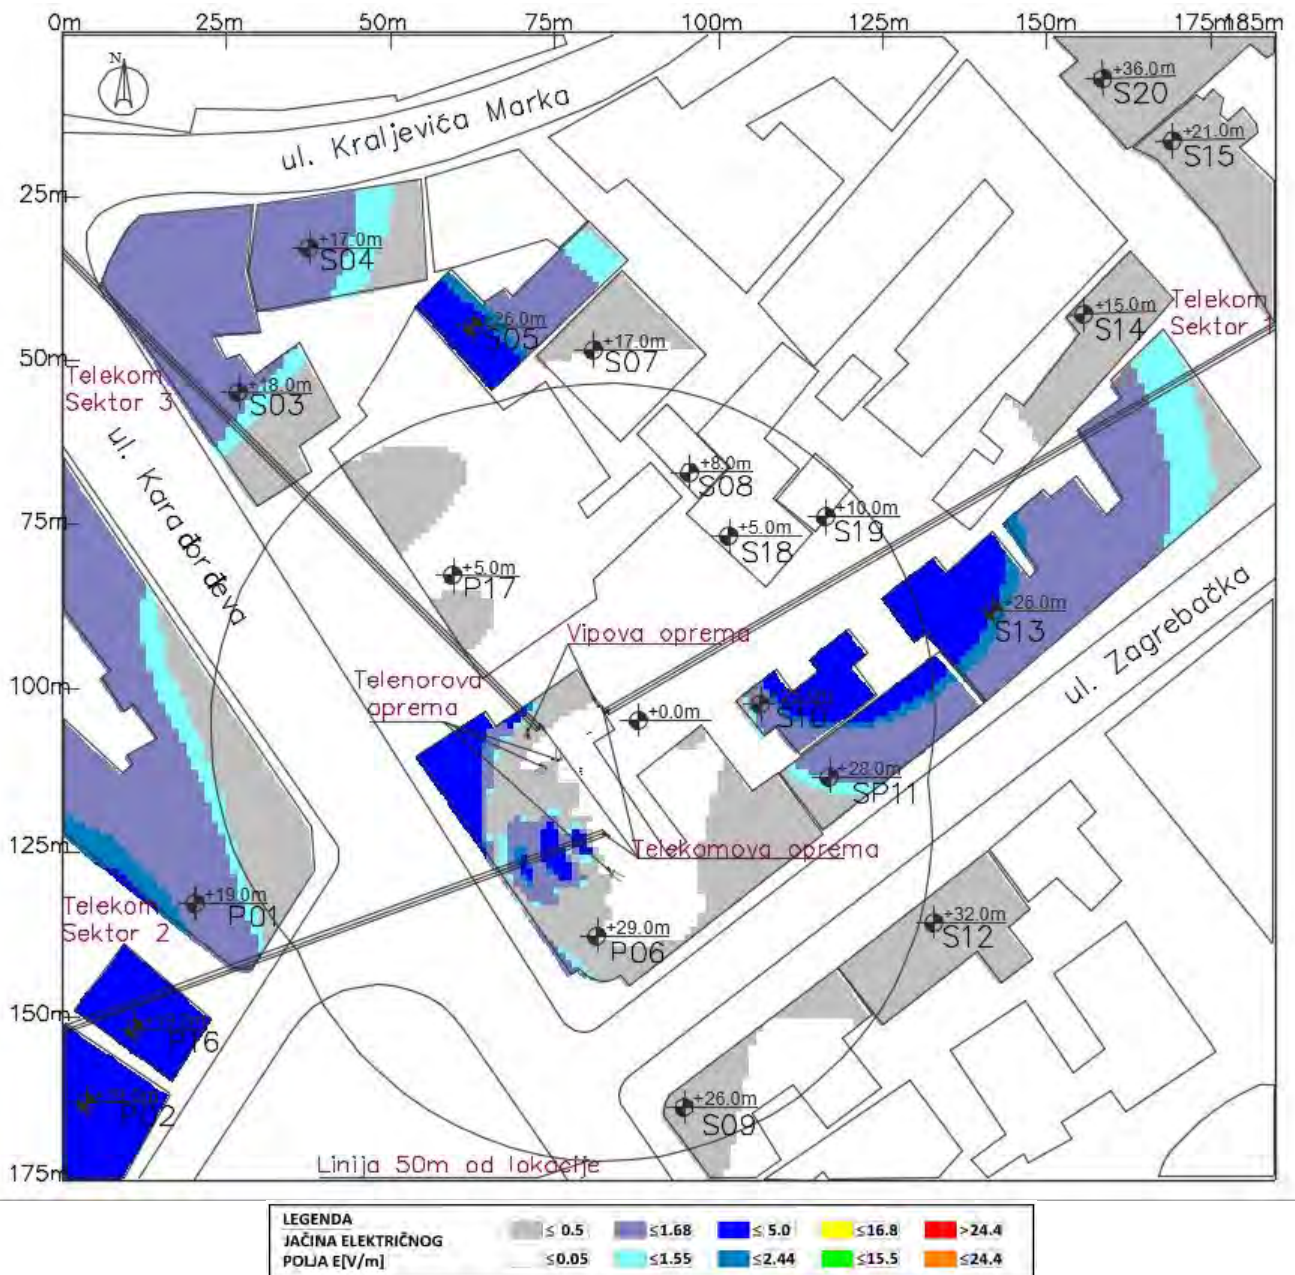 0m 25m 50m 75m 100m 125m 150m 175m 185m
N
+36.0m
S20
+21.0m
S15
ul. Kraljevića Marka
25m
+17.0m
S04
+15.0m
S14
Telekom
Sektor 1
+26.0m
S05
+17.0m
S07
50m
Telekom
Sektor 3
+18.0m
S03
ul. Karađorđeva
+8.0m
S08
75m
+5.0m
S18
+10.0m
S19
+5.0m
P17
+28.0m
S13
ul. Zagrebačka
Vipova oprema
100m
Telenorova
oprema
S10
+0.0m
+28.0m
SP11
125m
Telekomova oprema
+19.0m
P01
Telekom
Sektor 2
+32.0m
S12
+29.0m
P06
150m
P16
P02
+26.0m
S09
175m
Linija 50m od lokacije
LEGENDA
JAČINA ELEKTRIČNOG
POLJA E[V/m]
≤ 0.5 ≤1.68 ≤ 5.0 ≤16.8 >24.4
≤0.05 ≤1.55 ≤2.44 ≤15.5 ≤24.4